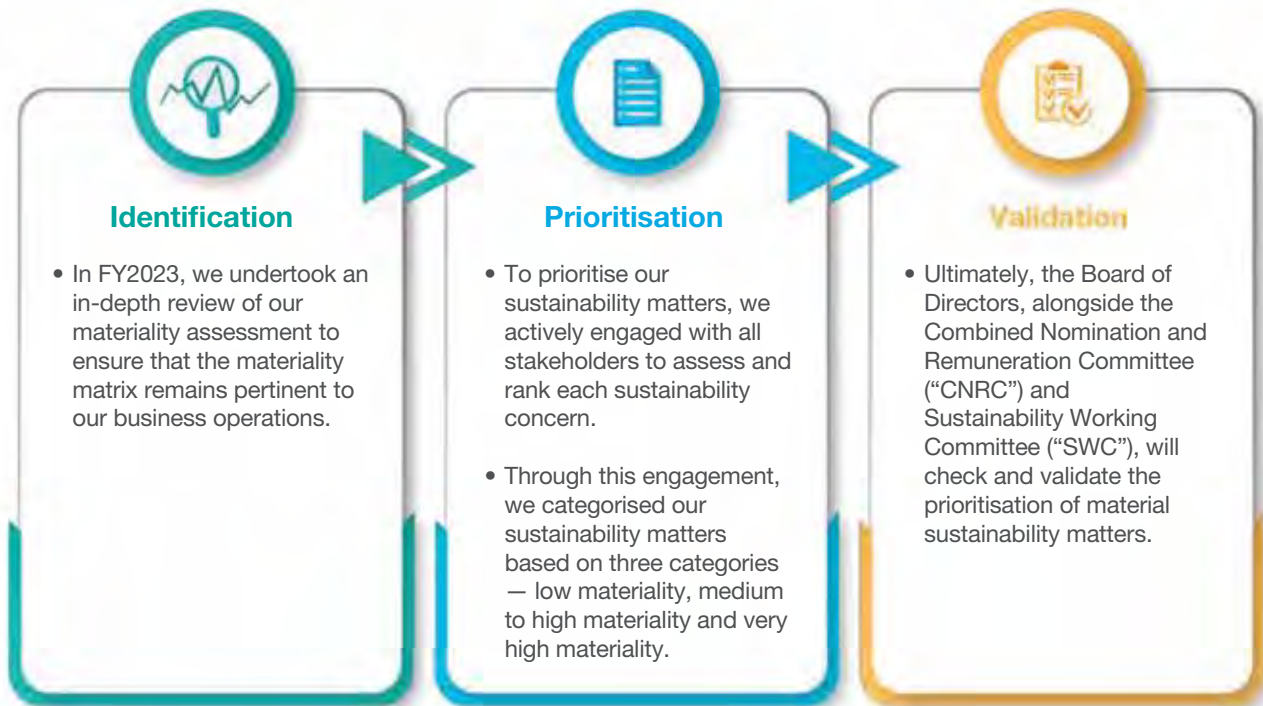 Identification
• In FY2023, we undertook an
in-depth review of our
materiality assessment to
ensure that the materiality
matrix remains pertinent to
our business operations.
Prioritisation
• To prioritise our
sustainability matters, we
actively engaged with all
stakeholders to assess and
rank each sustainability
concern.
• Through this engagement,
we categorised our
sustainability matters
based on three categories
— low materiality, medium
to high materiality and very
high materiality.
Validation
• Ultimately, the Board of
Directors, alongside the
Combined Nomination and
Remuneration Committee
(“CNRC”) and
Sustainability Working
Committee (“SWC”), will
check and validate the
prioritisation of material
sustainability matters.